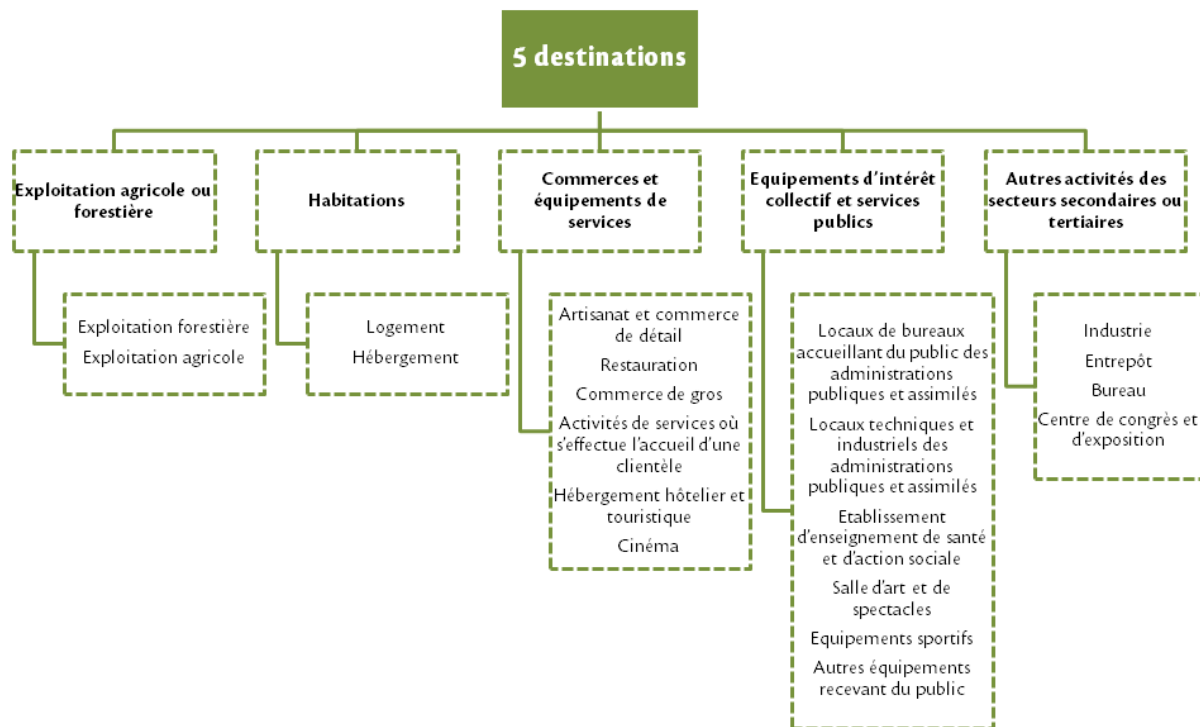 5 destinations
Exploitation agricole ou
forestière
Exploitation forestière
Exploitation agricole
Habitations
Logement
Hébergement
Commerces et
équipements de
services
Artisanat et commerce
de détail
Restauration
Commerce de gros
Activités de services où
s'effectue l'accueil d'une
clientèle
Hébergement hôtelier et
touristique
Cinéma
Equipements d'intérêt
collectif et services
publics
Locaux de bureaux
accueillant du public des
administrations
publiques et assimilés
Locaux techniques et
industriels des
administrations
publiques et assimilés
Etablissement
d'enseignement de santé
et d'action sociale
Salle d'art et de
spectacles
Equipements sportifs
Autres équipements
recevant du public
Autres activités des
secteurs secondaires ou
tertiaires
Industrie
Entrepôt
Bureau
Centre de congrès et
d'exposition